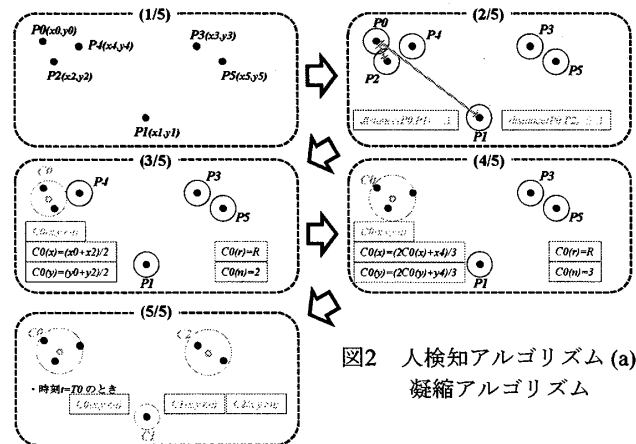 (1/5)
P0(x0,y0)
P4(x4,y4)
P2(x2,y2)
P3(x3,y3)
P5(x5,y5)
P1(x1,y1)
(2/5)
P0
P4
P2
P3
P5
P1
(3/5)
C0
P4
P3
P5
C0(x)=(x0+x2)/2
C0(y)=(y0+y2)/2
P1
C0(r)=R
C0(n)=2
(4/5)
C0
P3
P5
C0(x)=(2C0(x)+x4)/3
C0(y)=(2C0(y)+y4)/3
P1
C0(r)=R
C0(n)=3
(5/5)
C0
C2
・時刻t=T0 のとき
C1
図2 人検知アルゴリズム (a)
凝縮アルゴリズム